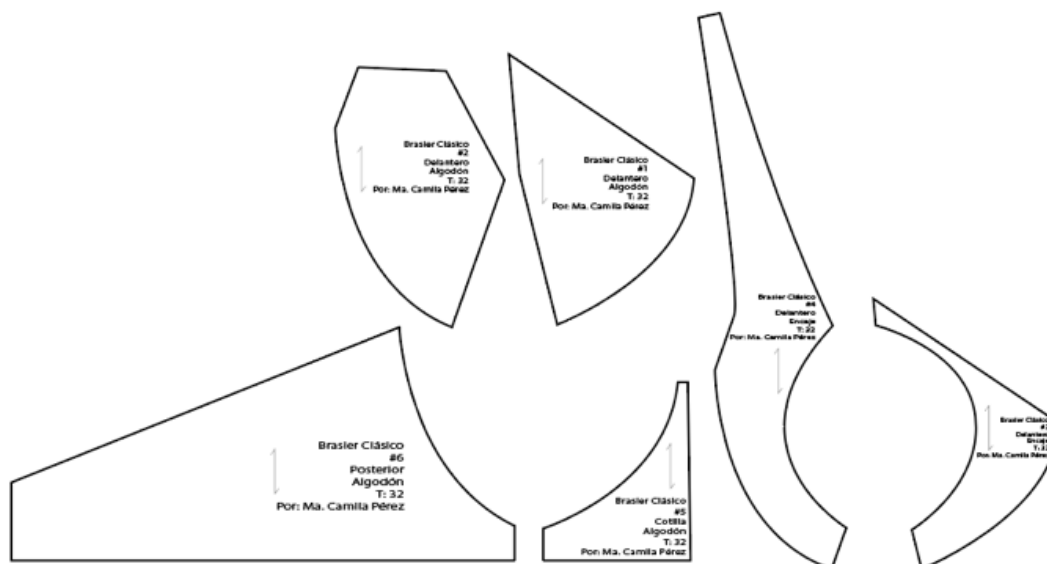 Brasier Clásico
#2
Delantero
Algodón
T: 32
Por: Ma. Camila Pérez
Brasier Clásico
#1
Delantero
Algodón
T: 32
Por: Ma. Camila Pérez
Brasier Clásico
#4
Delantero
Encaje
T: 32
Por: Ma. Camila Pérez
Brasier Clásico
Delantero
Encaje
T: 32
Por: Ma. Camila Pérez
Brasier Clásico
#6
Posterior
Algodón
T: 32
Por: Ma. Camila Pérez
Brasier Clásico
#5
Cotilla
Algodón
T: 32
Por: Ma. Camila Pérez